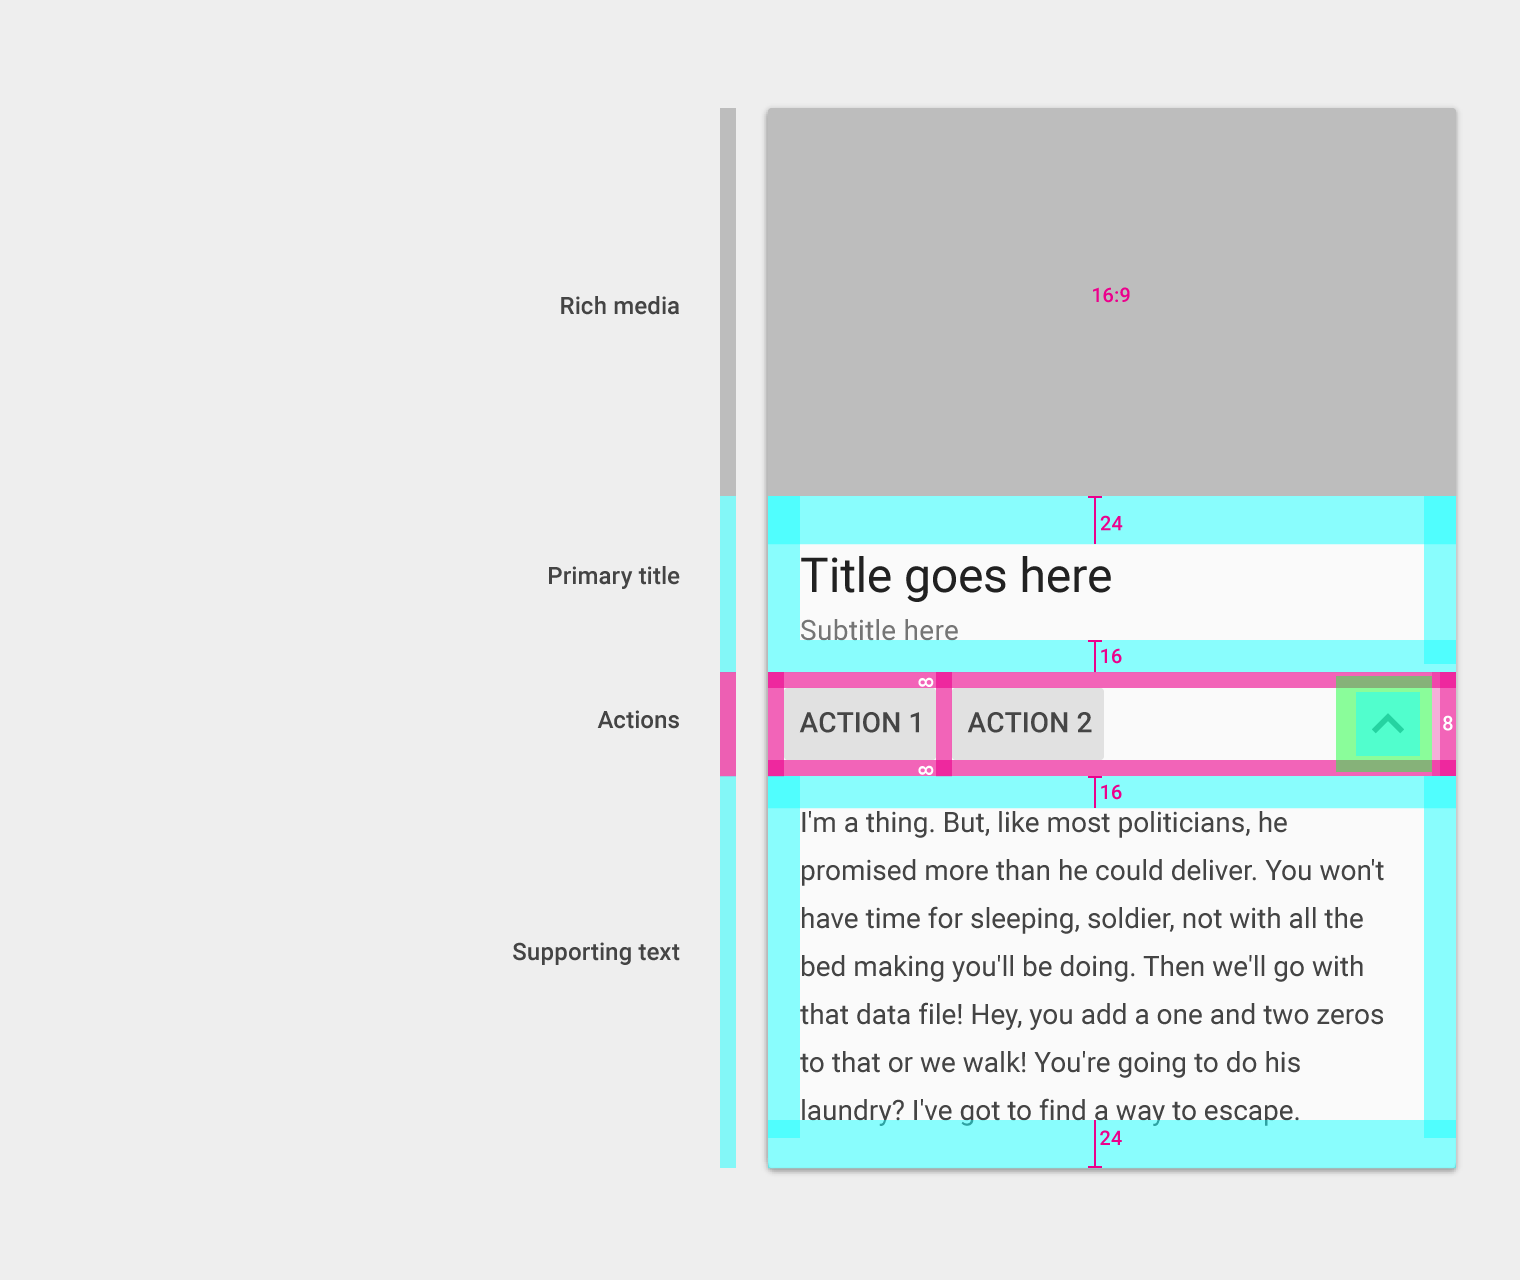 Rich media
16:9
24
Primary title
Title goes here
Subtitle here
16
8
Actions
ACTION 1
ACTION 2
8
8
16
Supporting text
I'm a thing. But, like most politicians, he
promised more than he could deliver. You won't
have time for sleeping, soldier, not with all the
bed making you'll be doing. Then we'll go with
that data file! Hey, you add a one and two zeros
to that or we walk! You're going to do his
laundry? I've got to find a way to escape.
24